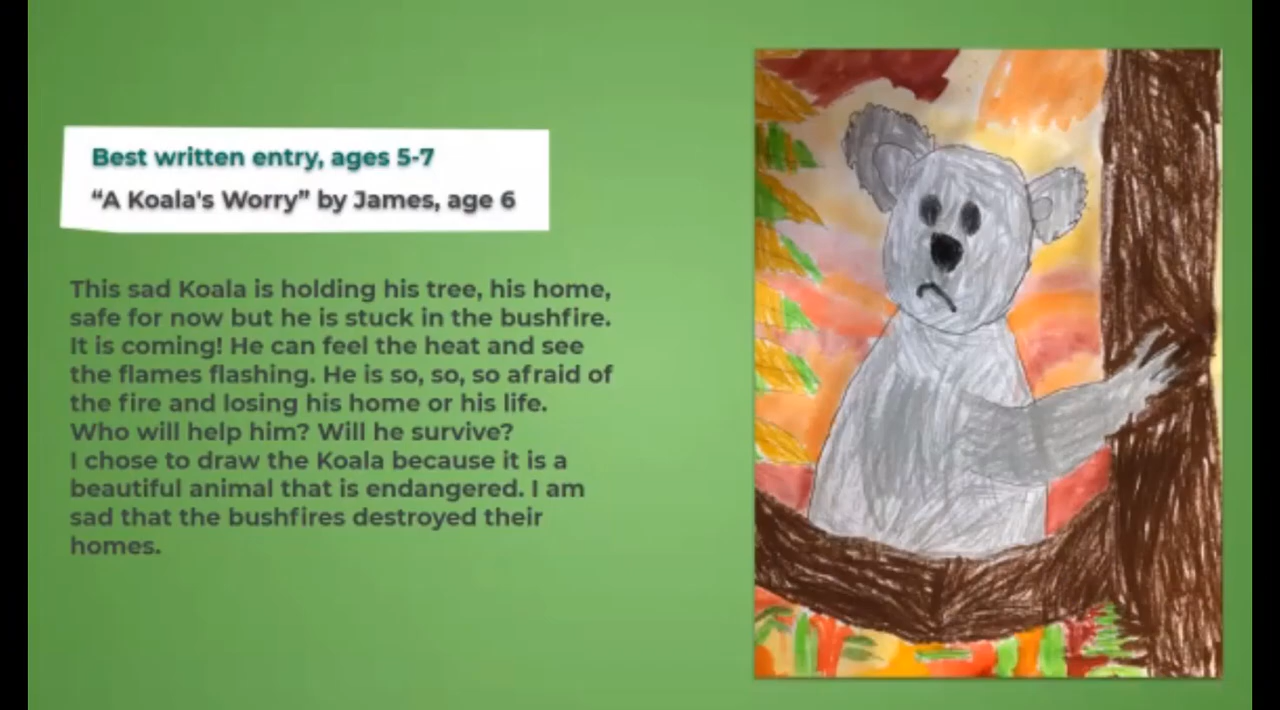 Best written entry, ages 5-7
“A Koala's Worry” by James, age 6
This sad Koala is holding his tree, his home,
safe for now but he is stuck in the bushfire.
It is coming! He can feel the heat and see
the flames flashing. He is so, so, so afraid of
the fire and losing his home or his life.
Who will help him? Will he survive?
I chose to draw the Koala because it is a
beautiful animal that is endangered. I am
sad that the bushfires destroyed their
homes.